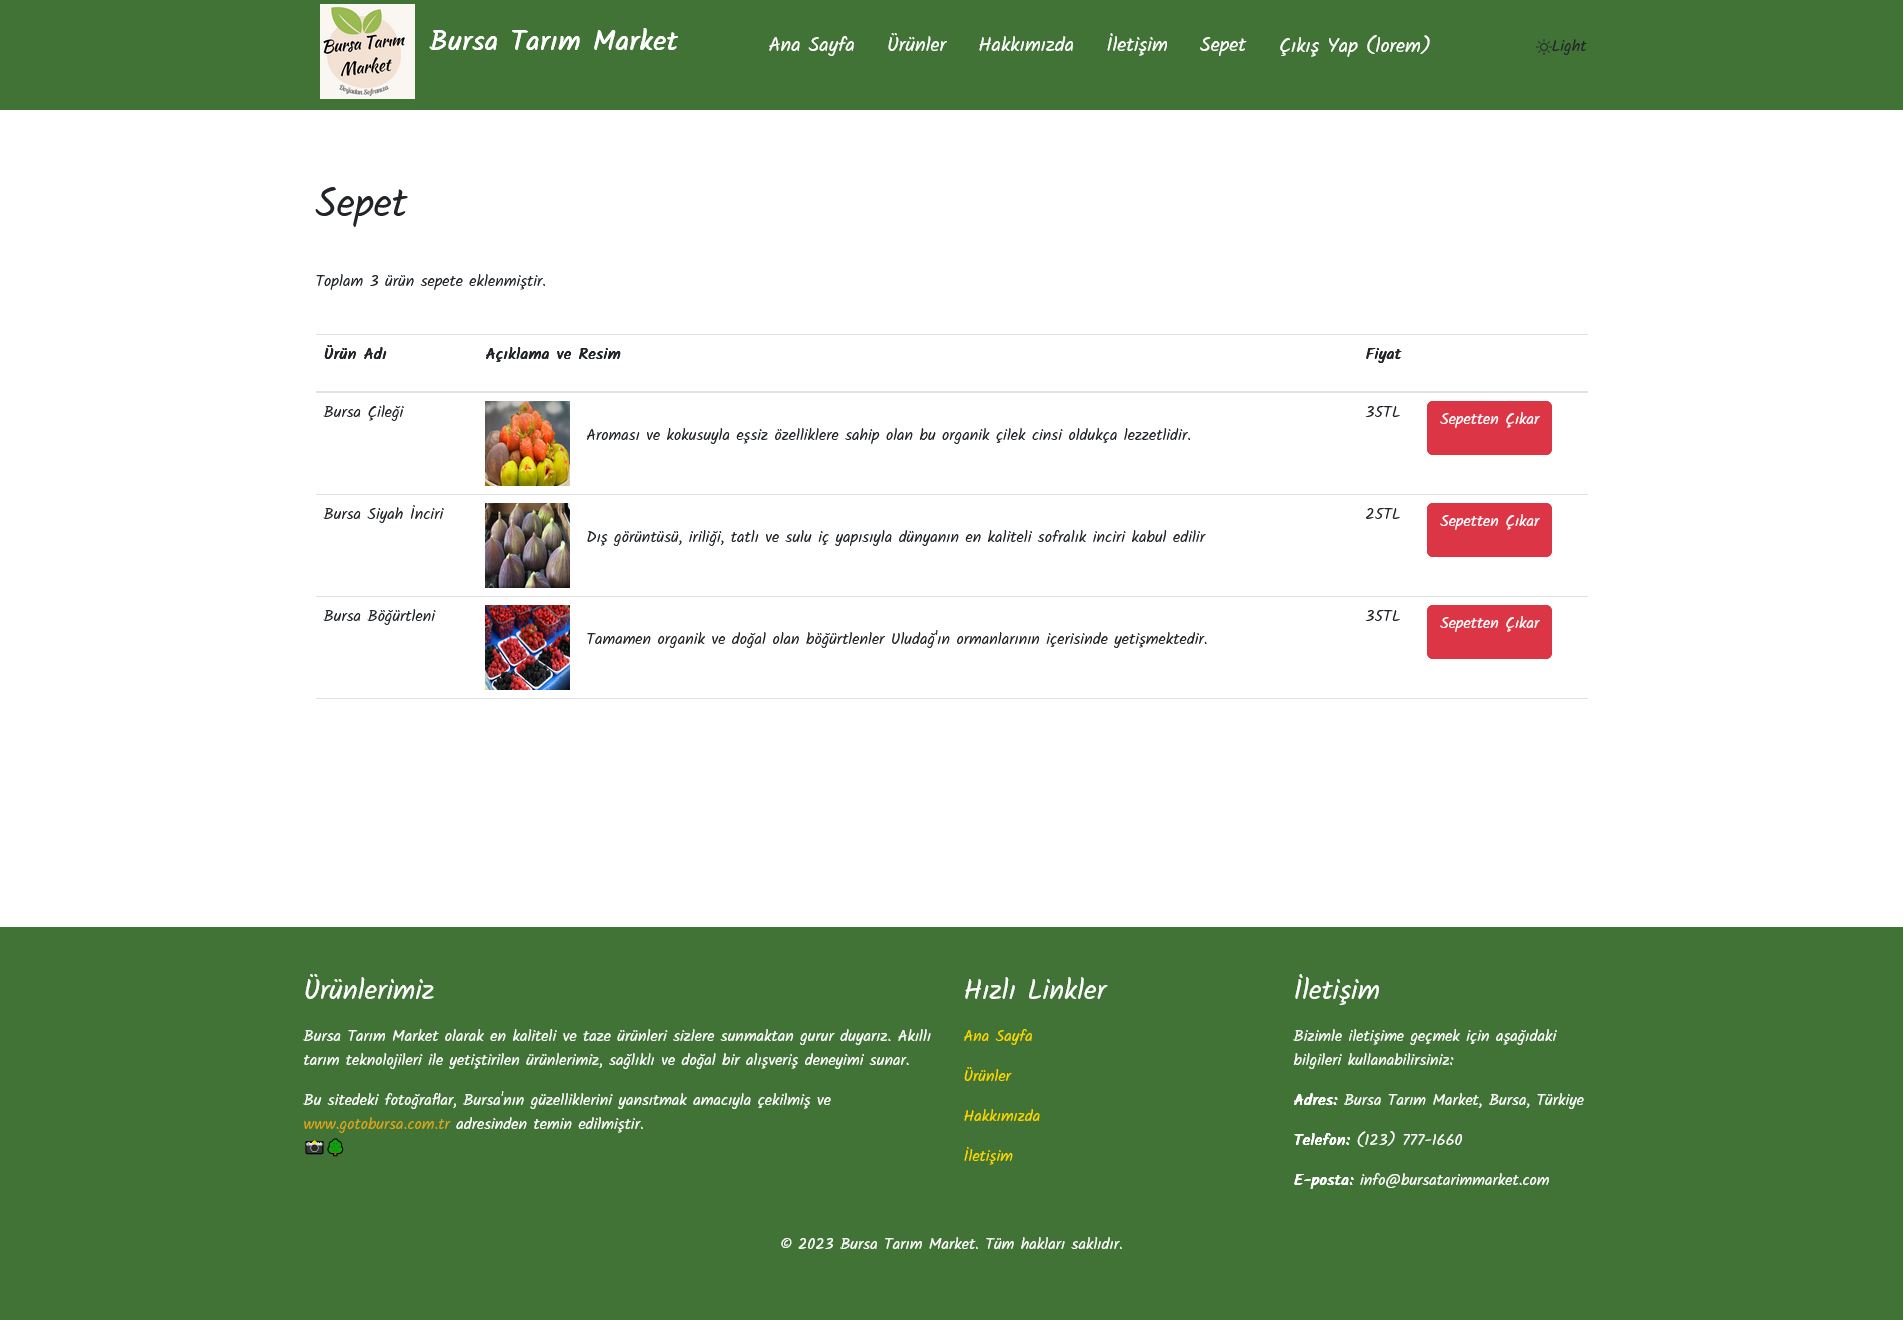 Bursa Tarım
Market
Doğadan Sofranıza
Bursa Tarım Market
Ana Sayfa
Ürünler
Hakkımızda
İletişim
Sepet
Çıkış Yap (lorem)
Light
Sepet
Toplam 3 ürün sepete eklenmiştir.
Ürün Adı
Açıklama ve Resim
Fiyat
Bursa Çileği
Aroması ve kokusuyla eşsiz özelliklere sahip olan bu organik çilek cinsi oldukça lezzetlidir.
35TL
Sepetten Çıkar
Bursa Siyah İnciri
Dış görüntüsü, iriliği, tatlı ve sulu iç yapısıyla dünyanın en kaliteli sofralık inciri kabul edilir
25TL
Sepetten Çıkar
Bursa Böğürtleni
Tamamen organik ve doğal olan böğürtlenler Uludağ'ın ormanlarının içerisinde yetişmektedir.
35TL
Sepetten Çıkar
Ürünlerimiz
Bursa Tarım Market olarak en kaliteli ve taze ürünleri sizlere sunmaktan gurur duyarız. Akıllı
tarım teknolojileri ile yetiştirilen ürünlerimiz, sağlıklı ve doğal bir alışveriş deneyimi sunar.
Bu sitedeki fotoğraflar, Bursa'nın güzelliklerini yansıtmak amacıyla çekilmiş ve
www.gotobursa.com.tr adresinden temin edilmiştir.
Hızlı Linkler
Ana Sayfa
Ürünler
Hakkımızda
İletişim
İletişim
Bizimle iletişime geçmek için aşağıdaki
bilgileri kullanabilirsiniz:
Adres: Bursa Tarım Market, Bursa, Türkiye
Telefon: (123) 777-1660
E-posta: info@bursatarimmarket.com
© 2023 Bursa Tarım Market. Tüm hakları saklıdır.